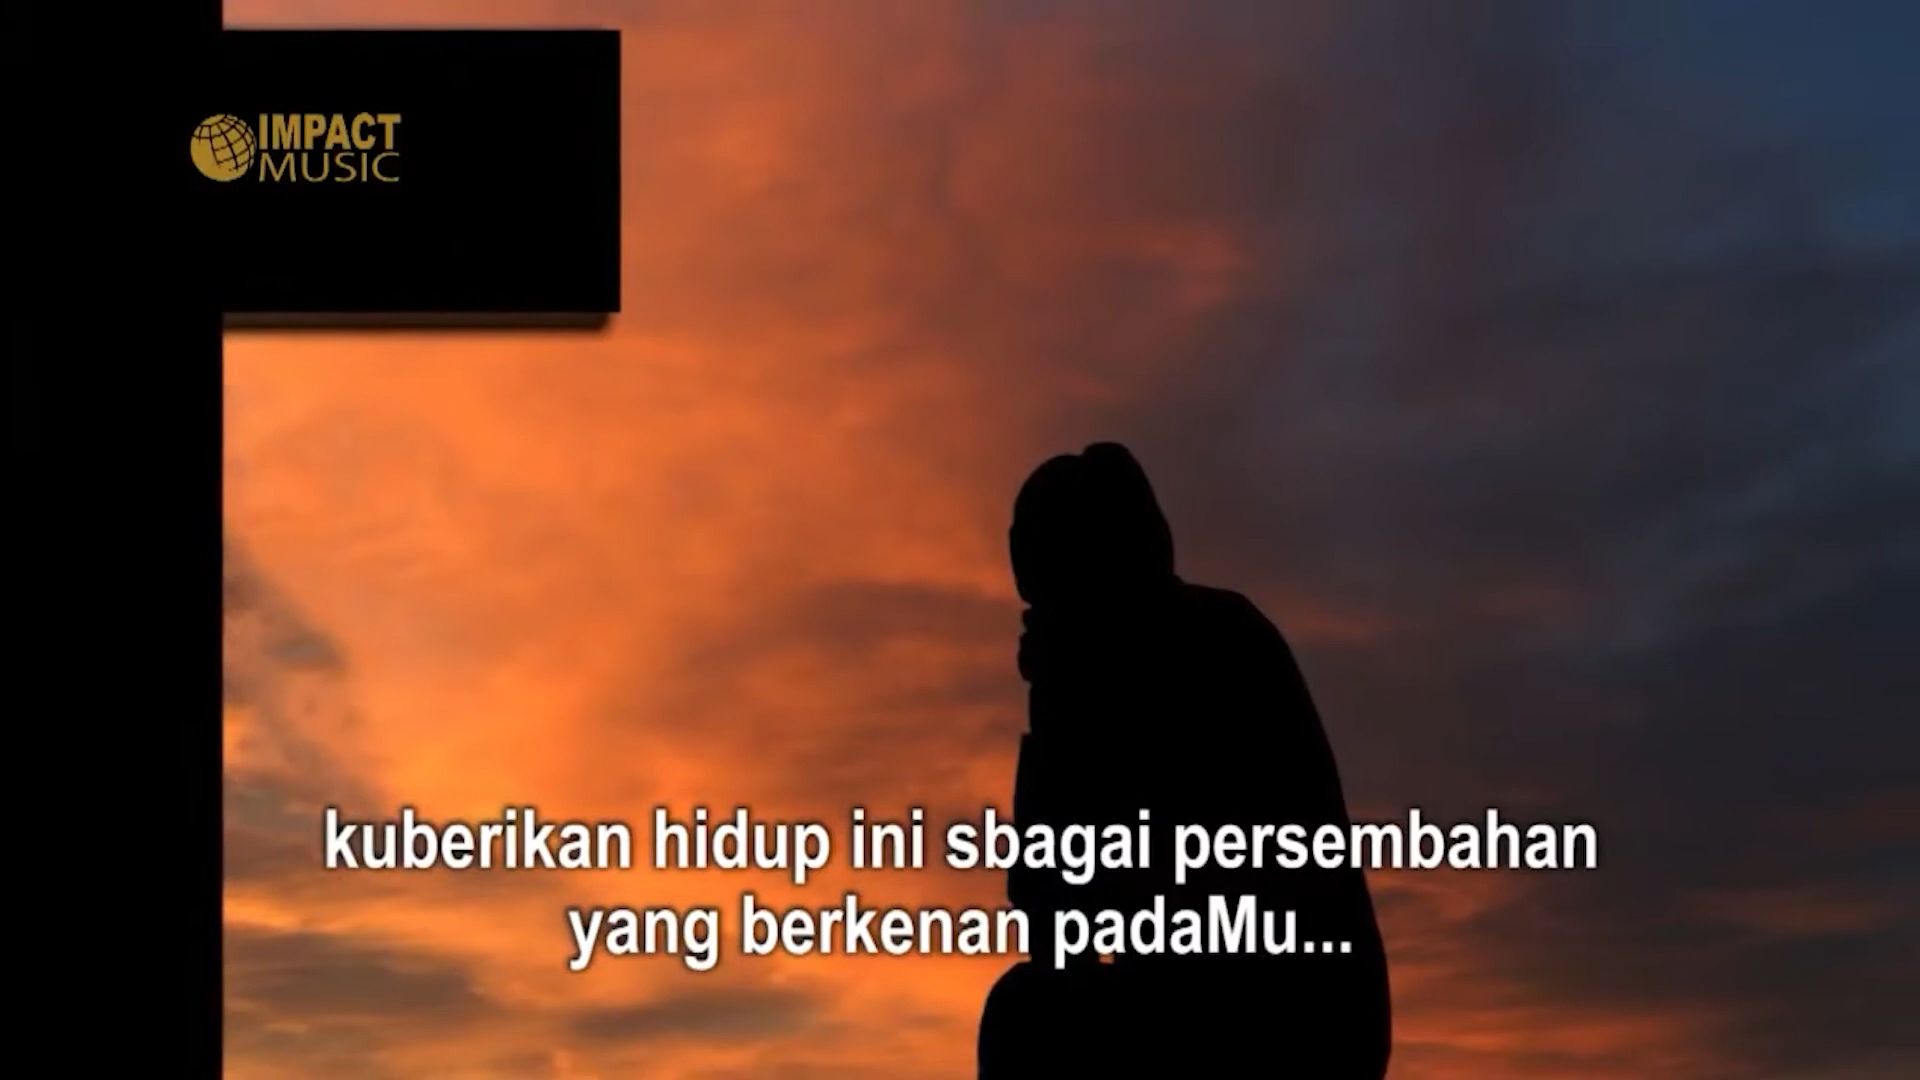 IMPACT
MUSIC
kuberikan hidup ini sbagai persembahan
yang berkenan padaMu...